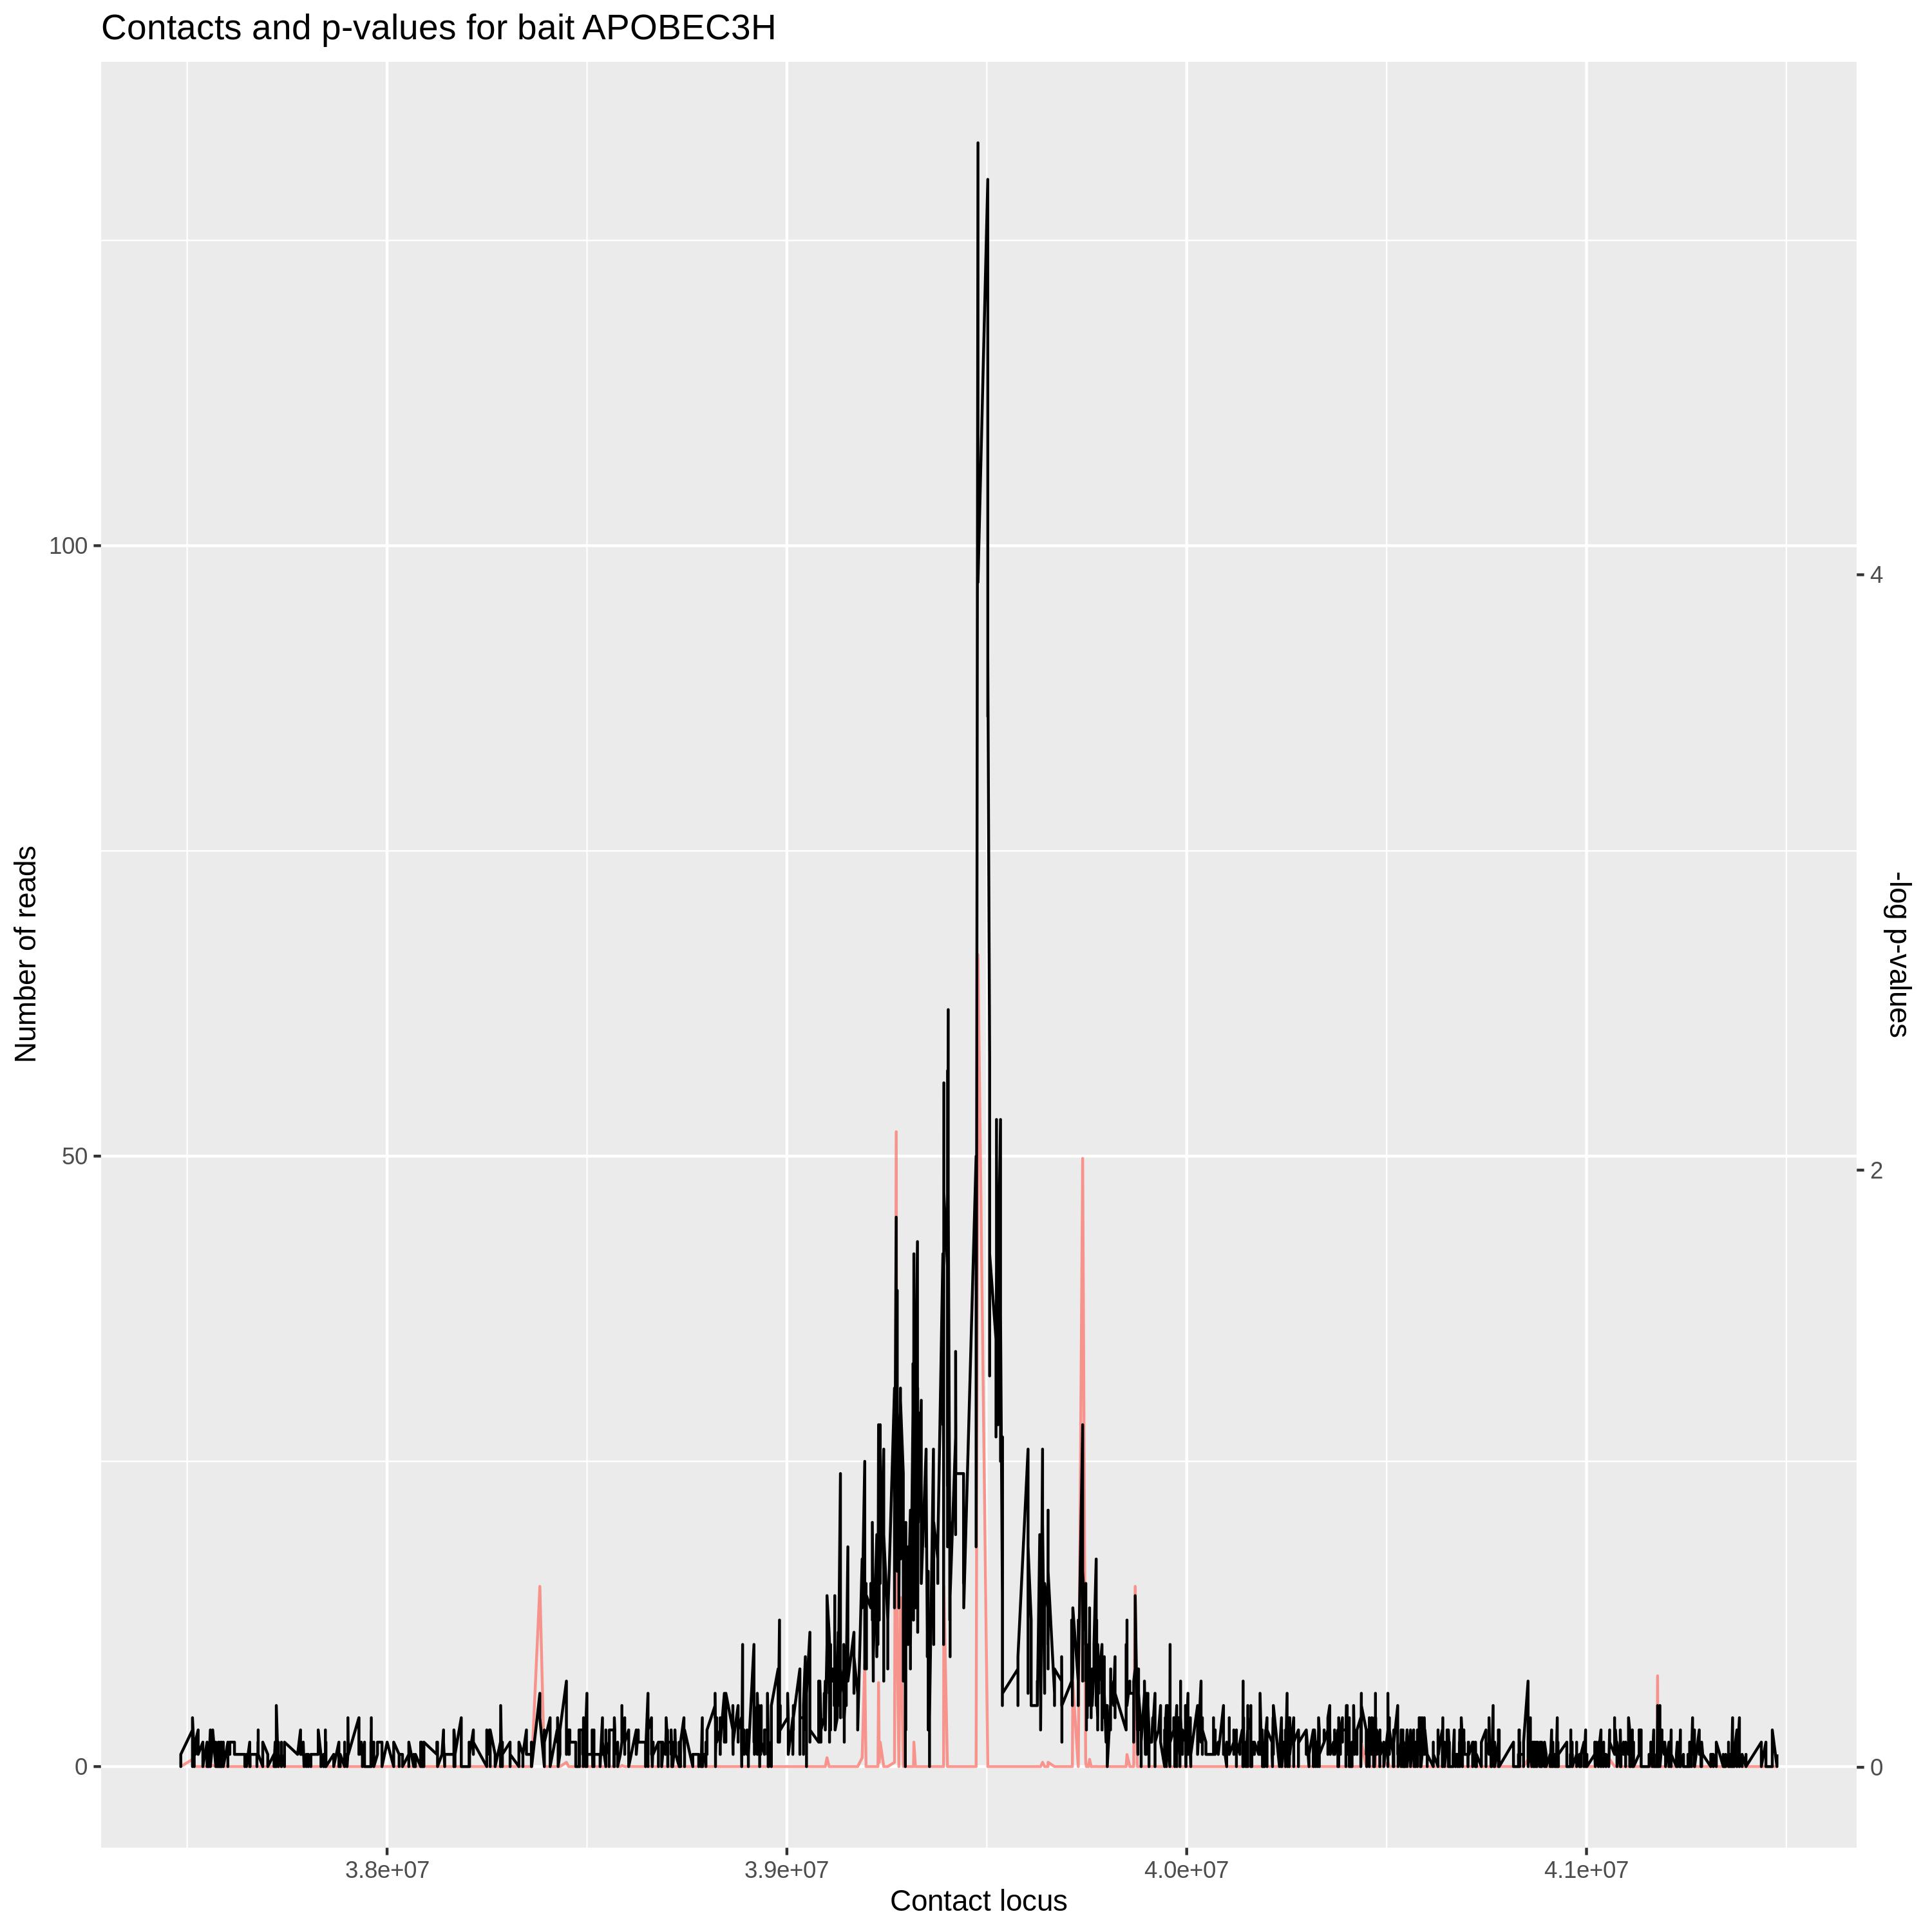 Contacts and p-values for bait APOBEC3H
Number of reads
100
50
0
4
2
0
-log p-values
3.8e+07
3.9e+07
4.0e+07
4.1e+07
Contact locus